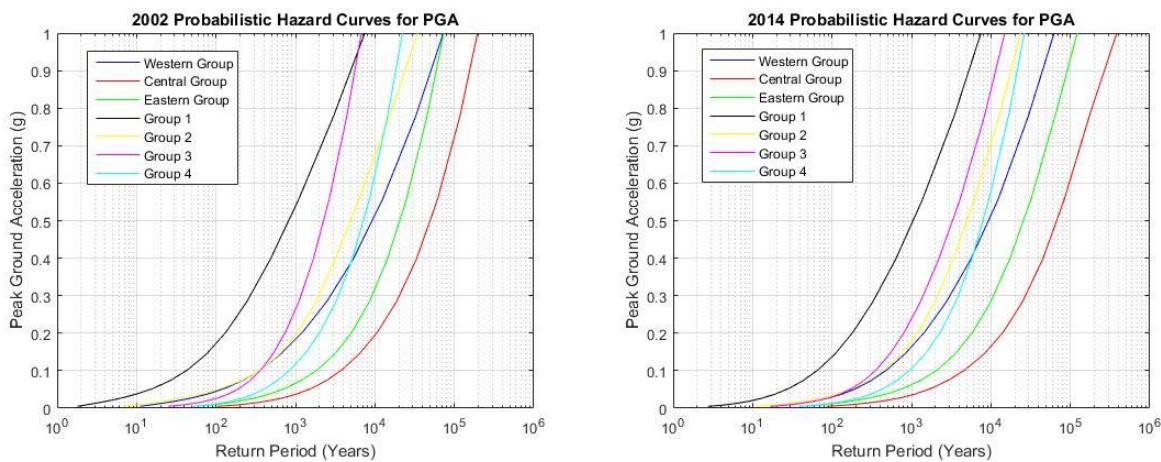 2002 Probabilistic Hazard Curves for PGA
Peak Ground Acceleration (g)
1
0.9
0.8
0.7
0.6
0.5
0.4
0.3
0.2
0.1
0
Western Group
Central Group
Eastern Group
Group 1
Group 2
Group 3
Group 4
10^0 10^1 10^2 10^3 10^4 10^5 10^6
Return Period (Years)
2014 Probabilistic Hazard Curves for PGA
Peak Ground Acceleration (g)
1
0.9
0.8
0.7
0.6
0.5
0.4
0.3
0.2
0.1
0
Western Group
Central Group
Eastern Group
Group 1
Group 2
Group 3
Group 4
10^0 10^1 10^2 10^3 10^4 10^5 10^6
Return Period (Years)